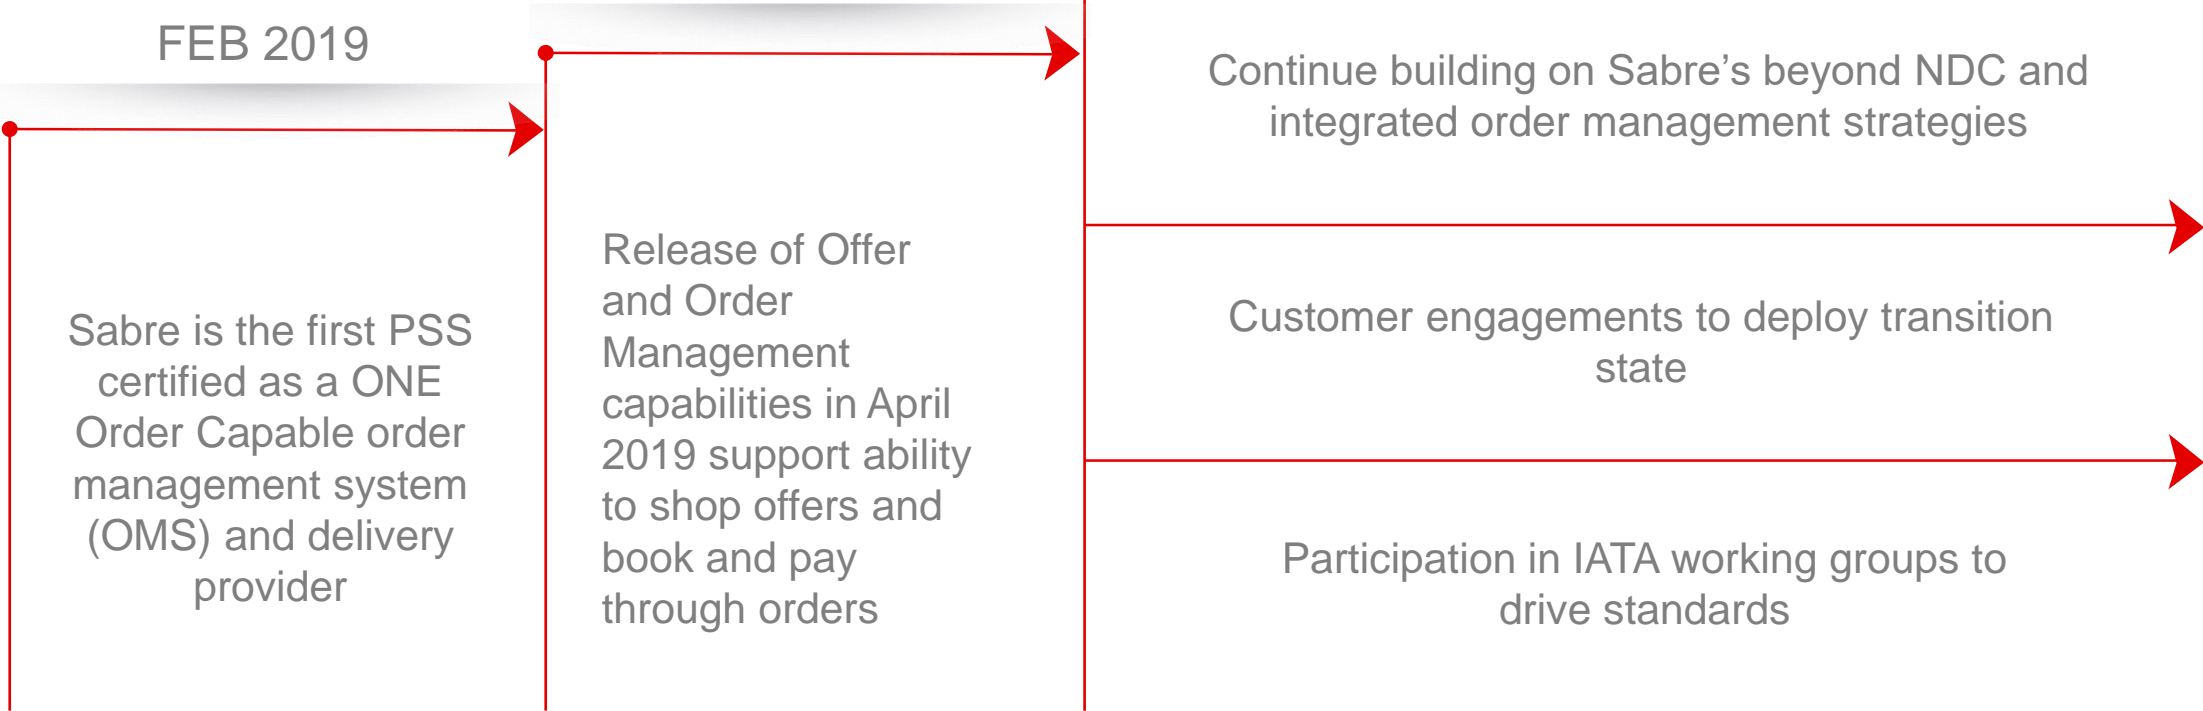 FEB 2019
Sabre is the first PSS
certified as a ONE
Order Capable order
management system
(OMS) and delivery
provider
Release of Offer
and Order
Management
capabilities in April
2019 support ability
to shop offers and
book and pay
through orders
Continue building on Sabre’s beyond NDC and
integrated order management strategies
Customer engagements to deploy transition
state
Participation in IATA working groups to
drive standards